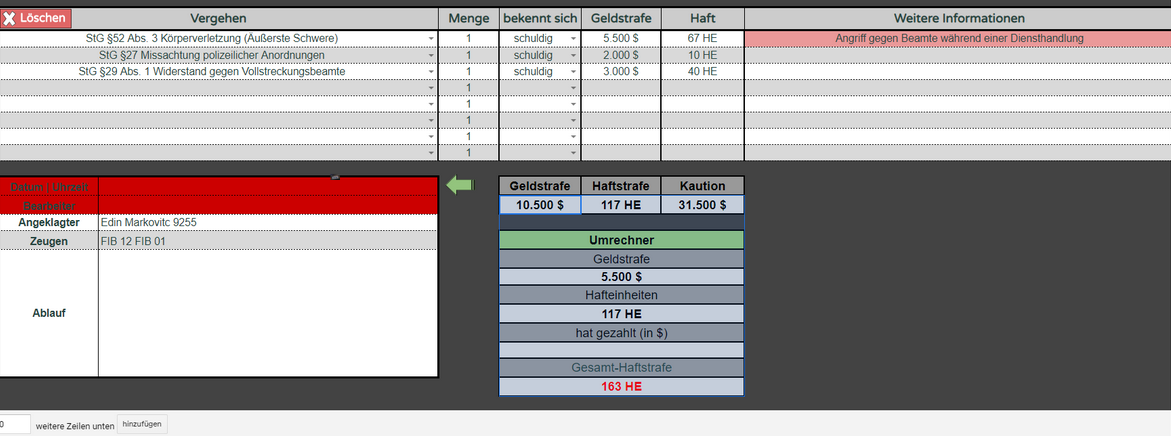 Löschen Vergehen Menge bekennt sich Geldstrafe Haft Weitere Informationen
StG §52 Abs. 3 Körperverletzung (Äußerste Schwere) 1 schuldig 5.500 $ 67 HE Angriff gegen Beamte während einer Diensthandlung
StG §27 Missachtung polizeilicher Anordnungen 1 schuldig 2.000 $ 10 HE
StG §29 Abs. 1 Widerstand gegen Vollstreckungsbeamte 1 schuldig 3.000 $ 40 HE
1
1
1
1
1
Datum | Uhrzeit
Bearbeiter
Angeklagter Edin Markovitc 9255
Zeugen FIB 12 FIB 01
Ablauf
Geldstrafe Haftstrafe Kaution
10.500 $ 117 HE 31.500 $
Umrechner
Geldstrafe
5.500 $
Hafteinheiten
117 HE
hat gezahlt (in $)
Gesamt-Haftstrafe
163 HE
0 weitere Zeilen unten hinzufügen